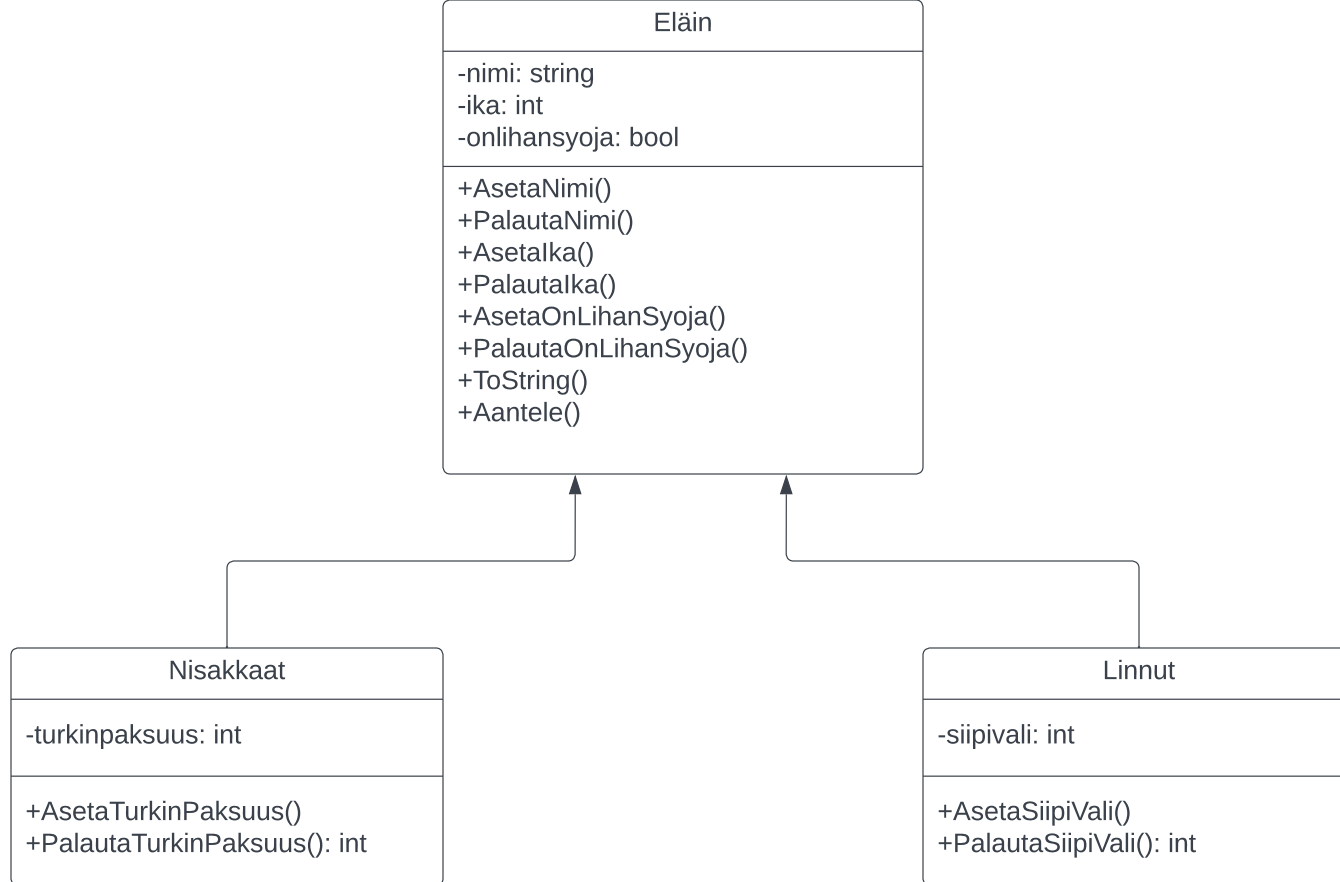 Eläin
-nimi: string
-ika: int
-onlihansyoja: bool
+AsetaNimi()
+PalautaNimi()
+AsetaIka()
+PalautaIka()
+AsetaOnLihanSyoja()
+PalautaOnLihanSyoja()
+ToString()
+Aantele()
Nisakkaat
-turkinpaksuus: int
+AsetaTurkinPaksuus()
+PalautaTurkinPaksuus(): int
Linnut
-siipivali: int
+AsetaSiipiVali()
+PalautaSiipiVali(): int